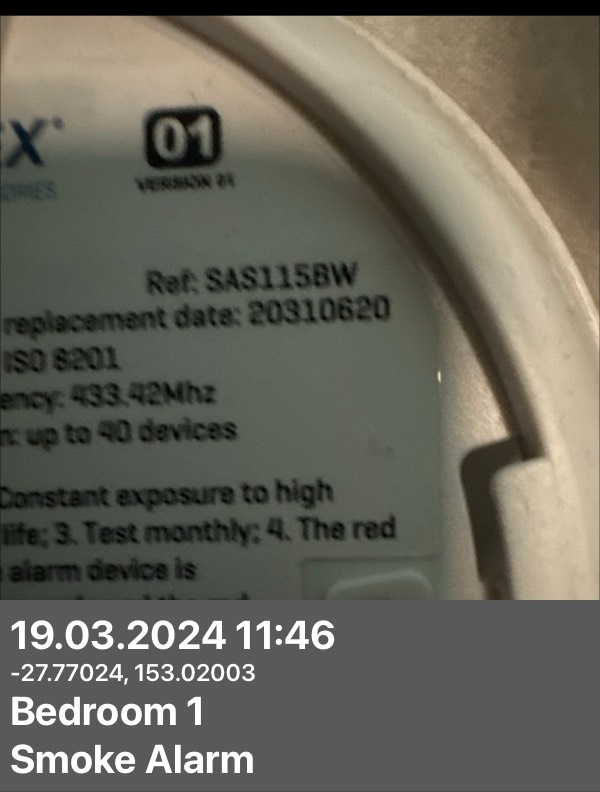 X
01
VERSION 01
ORIES
Ref: SAS115BW
replacement date: 20310620
ISO 8201
ency: 433.42Mhz
n: up to 40 devices
Constant exposure to high
life; 3. Test monthly; 4. The red
alarm device is
19.03.2024 11:46
-27.77024, 153.02003
Bedroom 1
Smoke Alarm